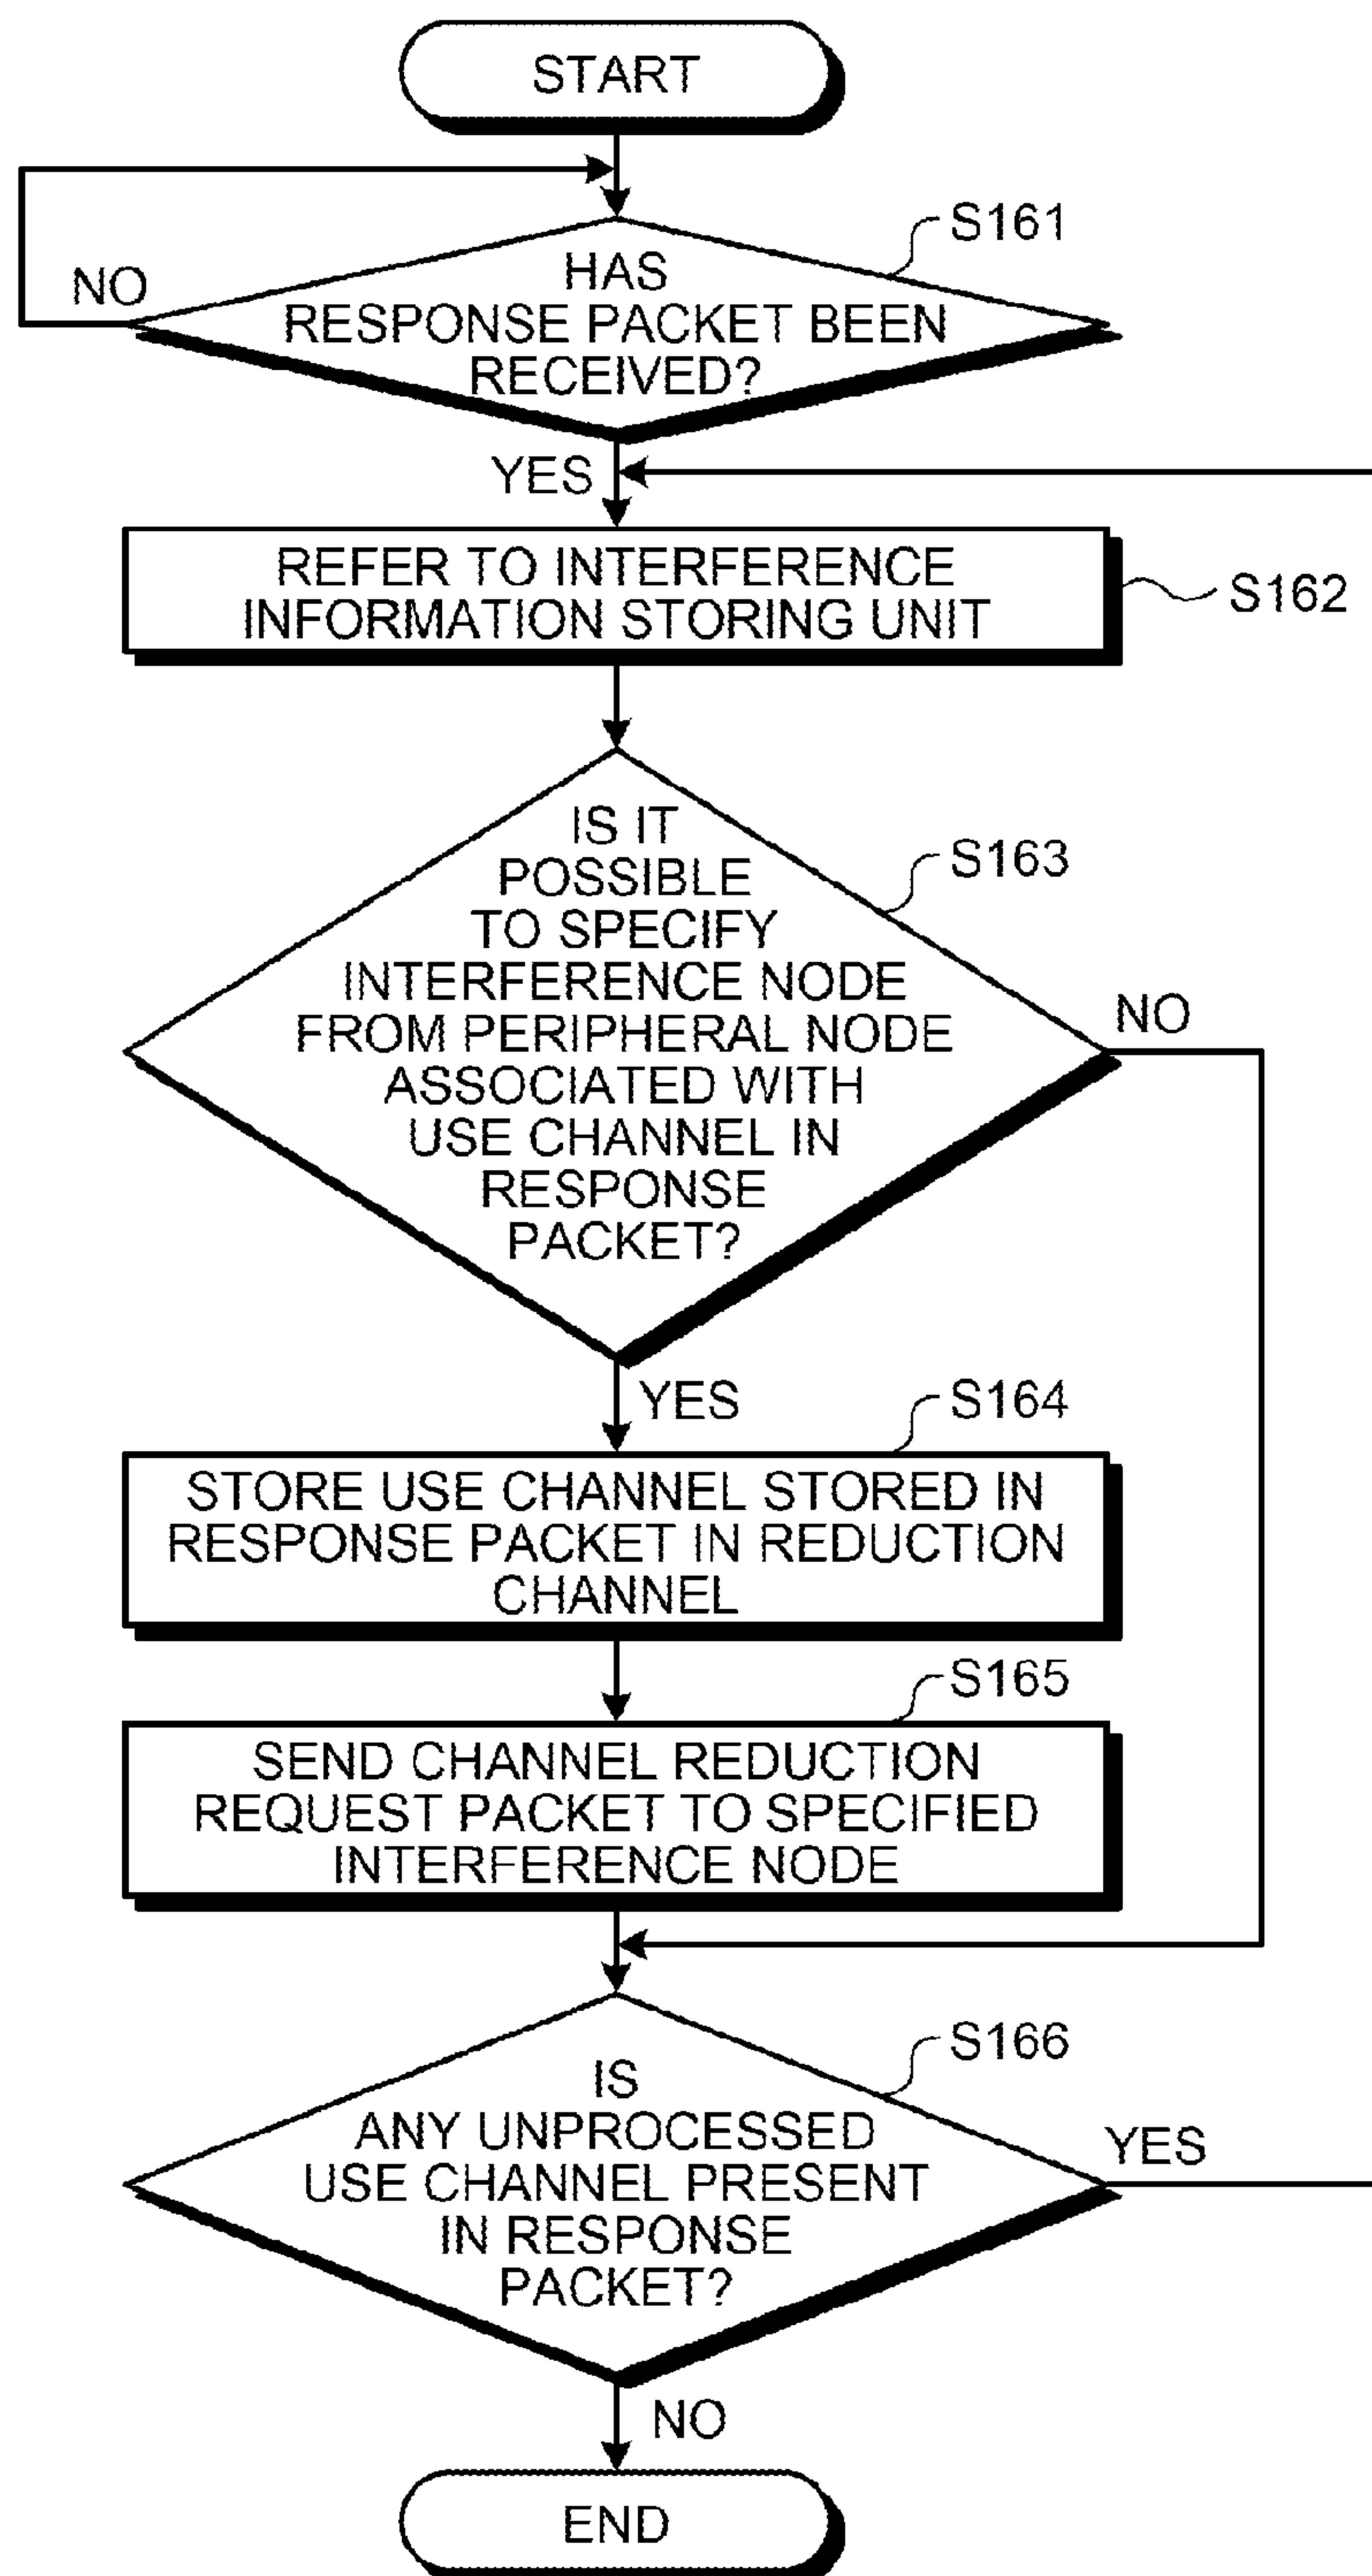 START
S161
NO
HAS
RESPONSE PACKET BEEN
RECEIVED?
YES
REFER TO INTERFERENCE
INFORMATION STORING UNIT
S162
IS IT
POSSIBLE
TO SPECIFY
INTERFERENCE NODE
FROM PERIPHERAL NODE
ASSOCIATED WITH
USE CHANNEL IN
RESPONSE
PACKET?
S163
NO
YES
S164
STORE USE CHANNEL STORED IN
RESPONSE PACKET IN REDUCTION
CHANNEL
S165
SEND CHANNEL REDUCTION
REQUEST PACKET TO SPECIFIED
INTERFERENCE NODE
S166
IS
ANY UNPROCESSED
USE CHANNEL PRESENT
IN RESPONSE
PACKET?
YES
NO
END